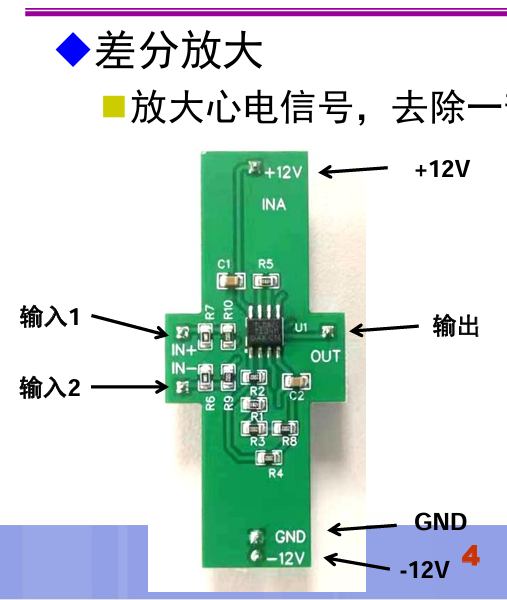 差分放大
放大心电信号，去除一
+12V
+12V
INA
C1
R5
R7
R10
U1
输入1
IN+
输出
OUT
IN-
输入2
R6
R9
R2
C2
R1
R3
R8
R4
GND
GND
-12V
-12V
4